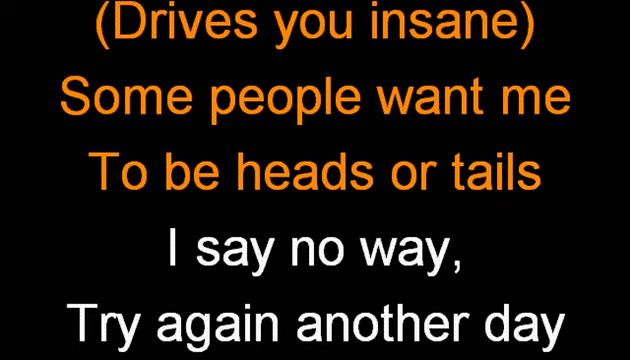 (Drives you insane)
Some people want me
To be heads or tails
I say no way,
Try again another day